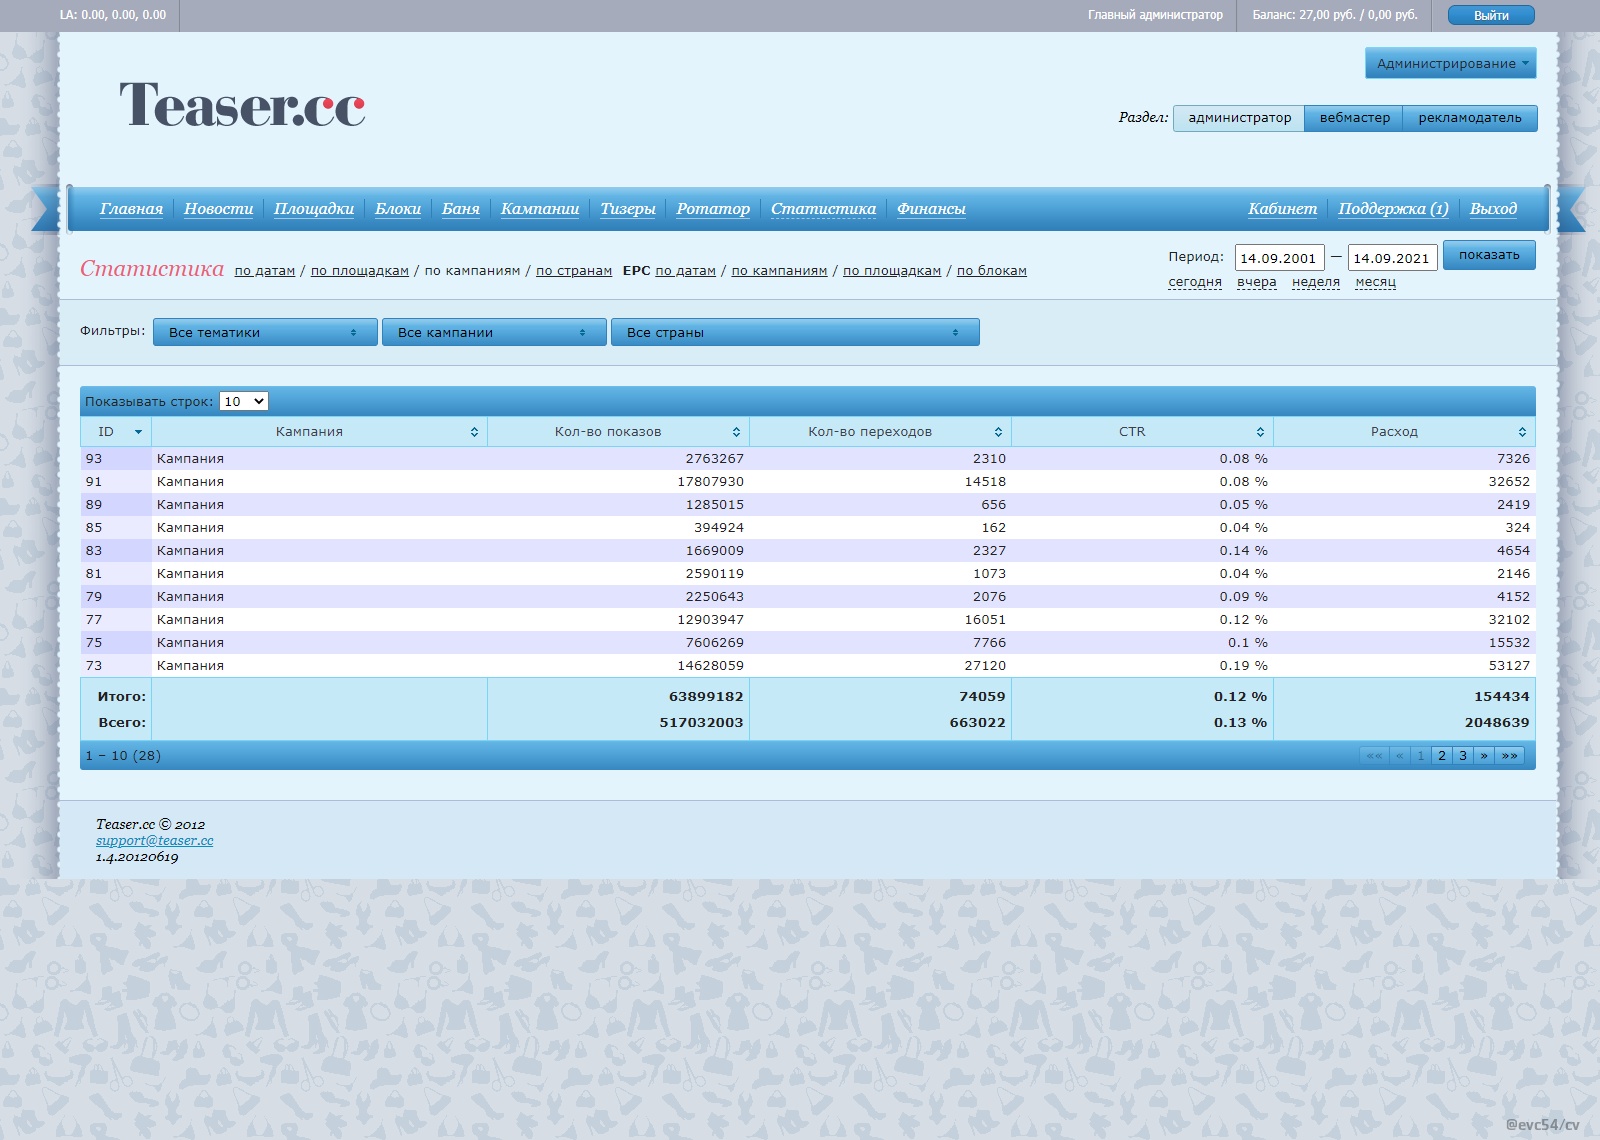 LA: 0.00, 0.00, 0.00
Главный администратор
Баланс: 27,00 руб. / 0,00 руб.
Выйти
Администрирование
Teaser.cc
Раздел: администратор вебмастер рекламодатель
Главная Новости Площадки Блоки Баня Кампании Тизеры Ротатор Статистика Финансы Кабинет Поддержка (1) Выход
Статистика по датам / по площадкам / по кампаниям / по странам EPC по датам / по кампаниям / по площадкам / по блокам
Период: 14.09.2001 — 14.09.2021 показать
сегодня вчера неделя месяц
Фильтры: Все тематики Все кампании Все страны
Показывать строк: 10
ID Кампания Кол-во показов Кол-во переходов CTR Расход
93 Кампания 2763267 2310 0.08 % 7326
91 Кампания 17807930 14518 0.08 % 32652
89 Кампания 1285015 656 0.05 % 2419
85 Кампания 394924 162 0.04 % 324
83 Кампания 1669009 2327 0.14 % 4654
81 Кампания 2590119 1073 0.04 % 2146
79 Кампания 2250643 2076 0.09 % 4152
77 Кампания 12903947 16051 0.12 % 32102
75 Кампания 7606269 7766 0.1 % 15532
73 Кампания 14628059 27120 0.19 % 53127
Итого: 63899182 74059 0.12 % 154434
Всего: 517032003 663022 0.13 % 2048639
1 – 10 (28) «« « 1 2 3 » »»
Teaser.cc © 2012
support@teaser.cc
1.4.20120619
@evc54/cv